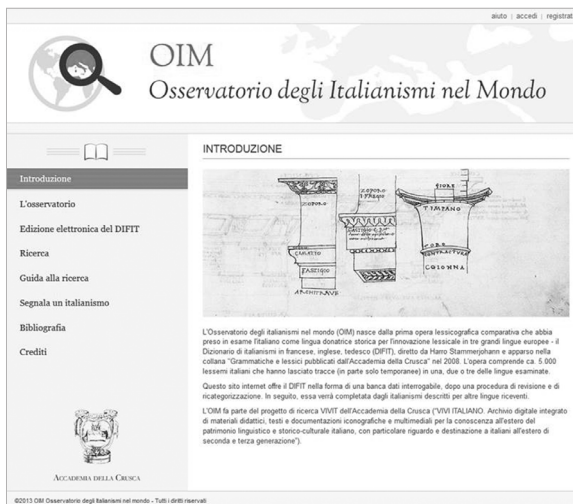 aiuto | accedi | registrat
OIM
Osservatorio degli Italianismi nel Mondo
Introduzione
L'osservatorio
Edizione elettronica del DIFIT
Ricerca
Guida alla ricerca
Segnala un italianismo
Bibliografia
Crediti
ACCADEMIA DELLA CRUSCA
INTRODUZIONE
ZOPORO
ZOPORO
FIORE
TIMPANO
FASTIGIO
ARCHITRAVE
COLONNA
L'Osservatorio degli italianismi nel mondo (OIM) nasce dalla prima opera lessicografica comparativa che abbia
preso in esame l'italiano come lingua donatrice storica per l'innovazione lessicale in tre grandi lingue europee - il
Dizionario di italianismi in francese, inglese, tedesco (DIFIT), diretto da Harro Stammerjohann e apparso nella
collana "Grammatiche e lessici pubblicati dall'Accademia della Crusca" nel 2008. L'opera comprende ca. 5.000
lessemi italiani che hanno lasciato tracce (in parte solo temporanee) in una, due o tre delle lingue esaminate.
Questo sito internet offre il DIFIT nella forma di una banca dati interrogabile, dopo una procedura di revisione e di
ricategorizzazione. In seguito, essa verrà completata dagli italianismi descritti per altre lingue riceventi.
L'OIM fa parte del progetto di ricerca VIVIT dell'Accademia della Crusca ("VIVI ITALIANO. Archivio digitale integrato
di materiali didattici, testi e documentazioni iconografiche e multimediali per la conoscenza all'estero del
patrimonio linguistico e storico-culturale italiano, con particolare riguardo e destinazione a italiani all'estero di
seconda e terza generazione").
©2013 OIM Osservatorio degli Italianismi nel mondo - Tutti i diritti riservati